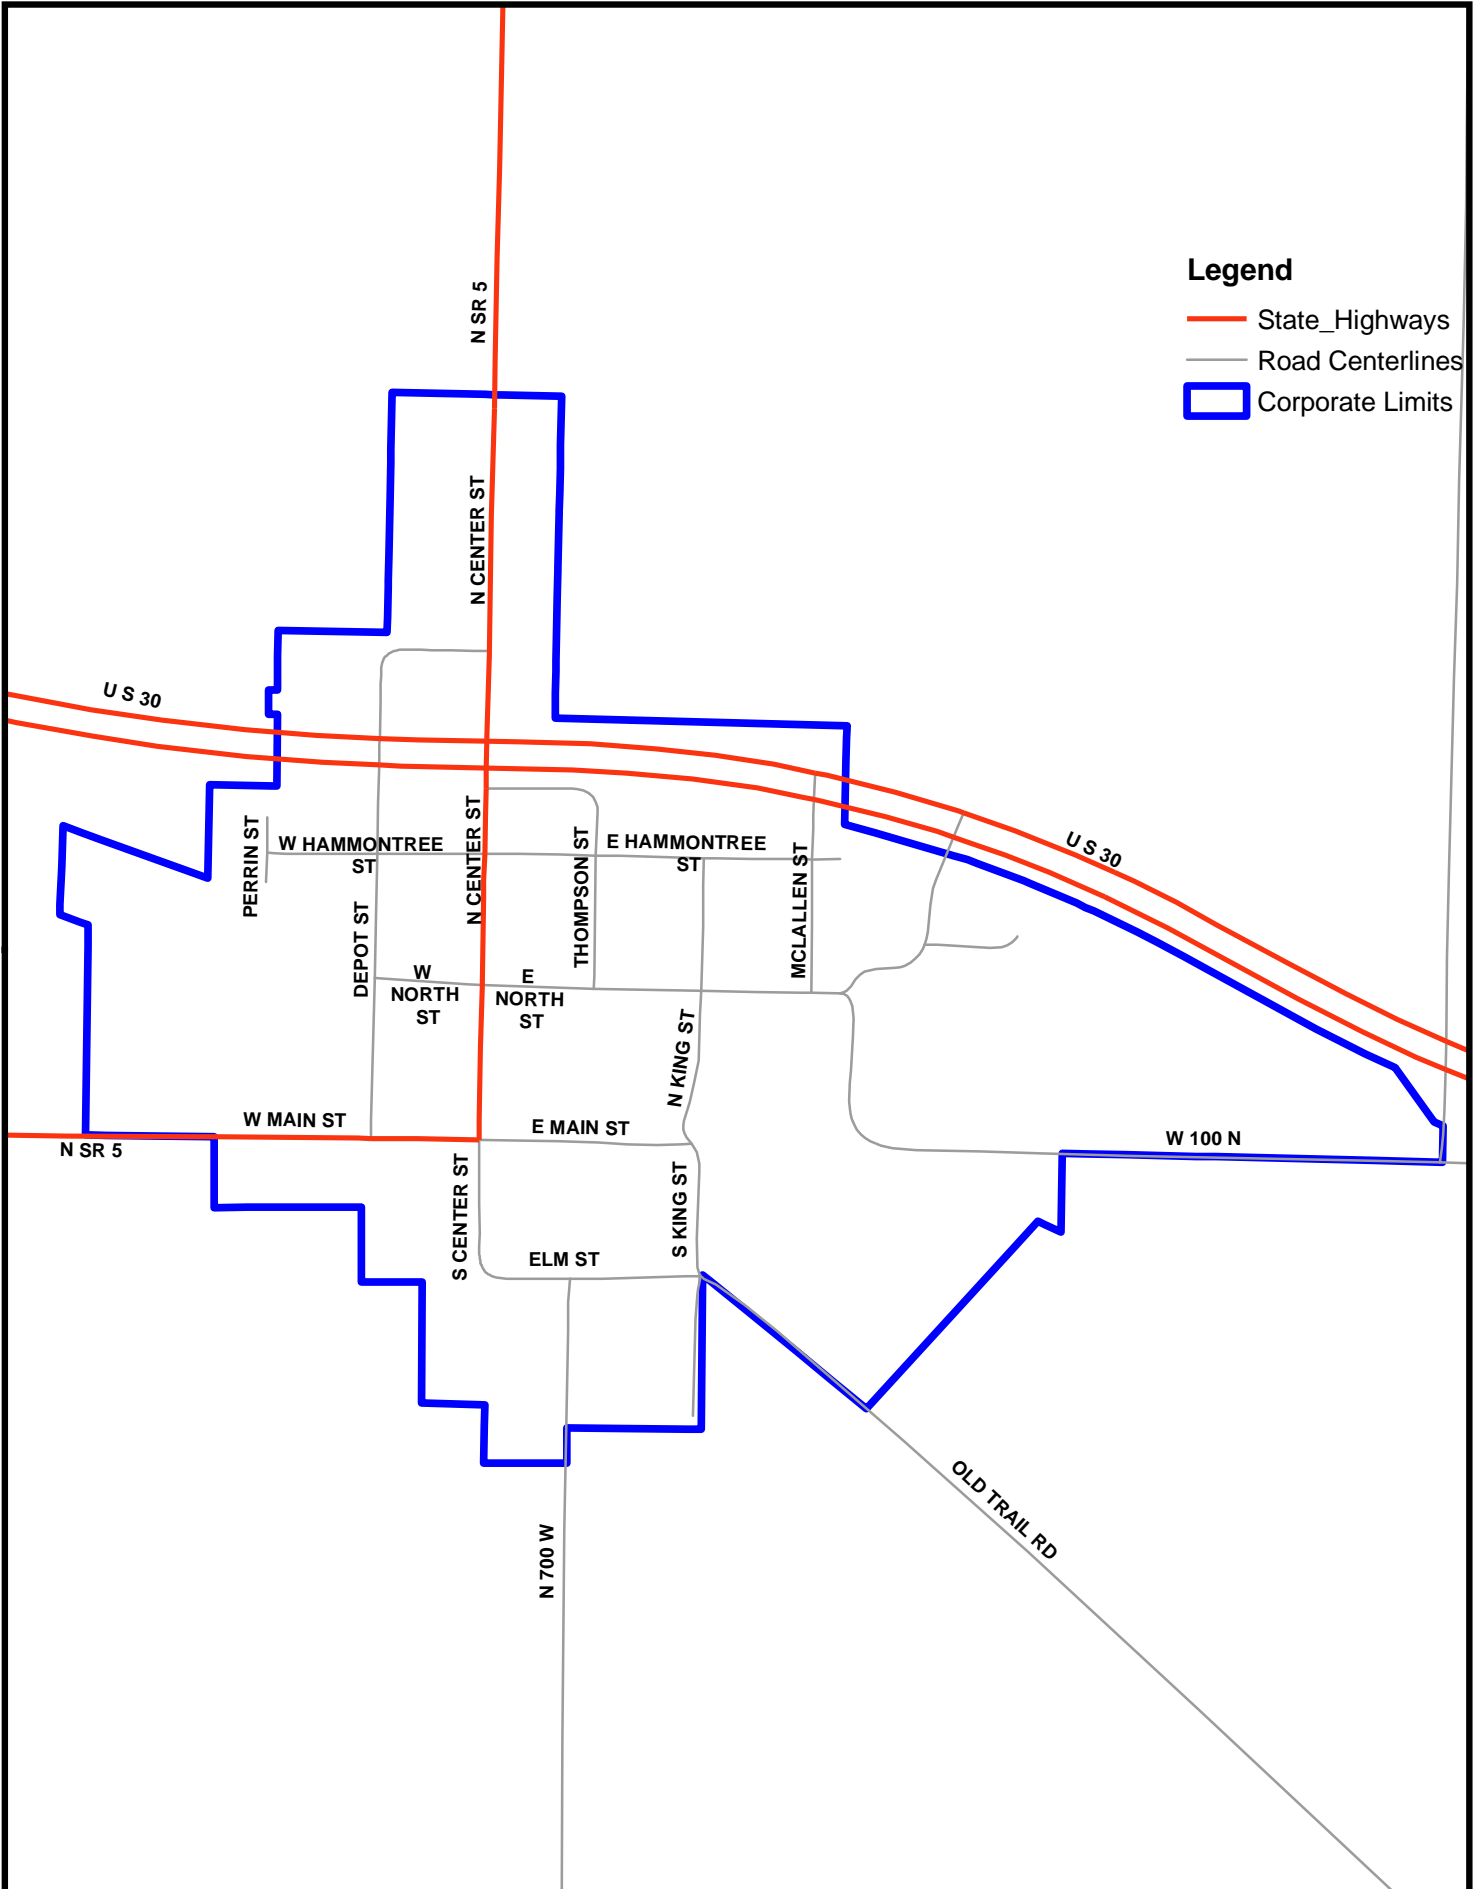 Legend
State_Highways
Road Centerlines
Corporate Limits
N SR 5
N CENTER ST
U S 30
PERRIN ST
W HAMMONTREE
ST
N CENTER ST
THOMPSON ST
E HAMMONTREE
ST
MCLALLEN ST
U S 30
DEPOT ST
W
NORTH
ST
E
NORTH
ST
N KING ST
W MAIN ST
N SR 5
E MAIN ST
W 100 N
S CENTER ST
S KING ST
ELM ST
OLD TRAIL RD
N 700 W